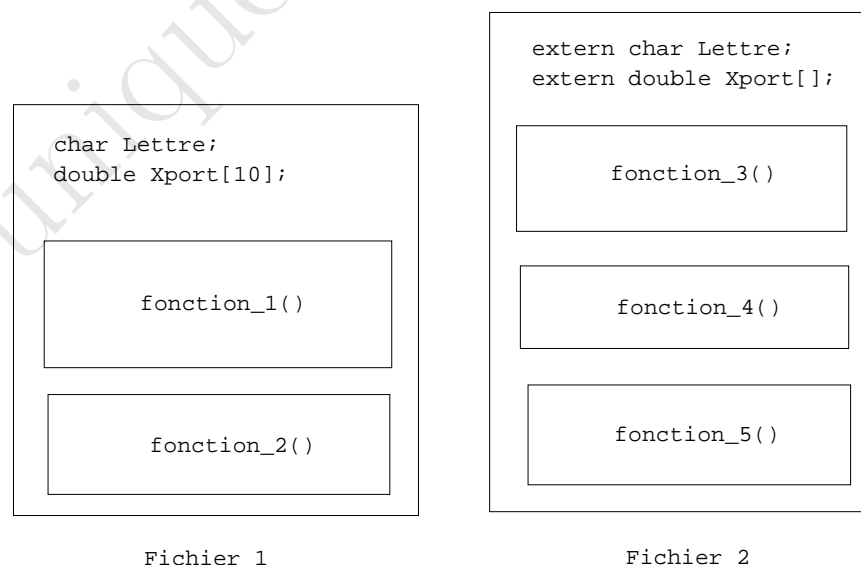 char Lettre;
double Xport[10];
fonction_1()
fonction_2()
Fichier 1
extern char Lettre;
extern double Xport[];
fonction_3()
fonction_4()
fonction_5()
Fichier 2
unique